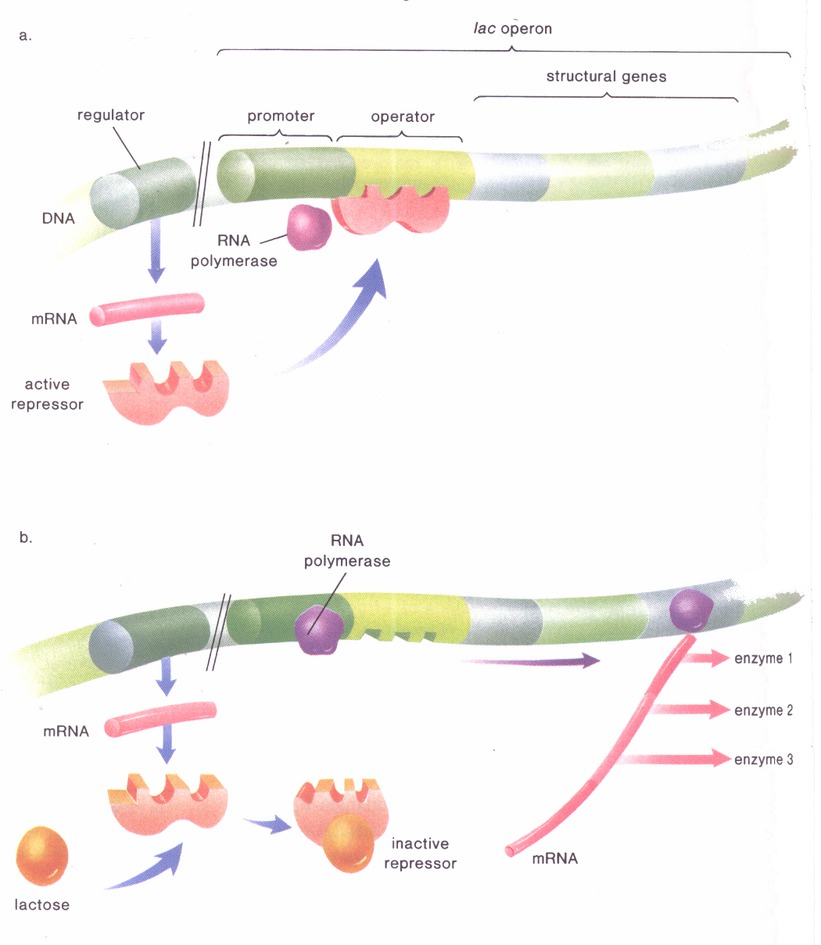 a.
lac operon
structural genes
regulator
promoter
operator
DNA
RNA
polymerase
mRNA
active
repressor
b.
RNA
polymerase
enzyme 1
enzyme 2
enzyme 3
mRNA
inactive
repressor
mRNA
lactose